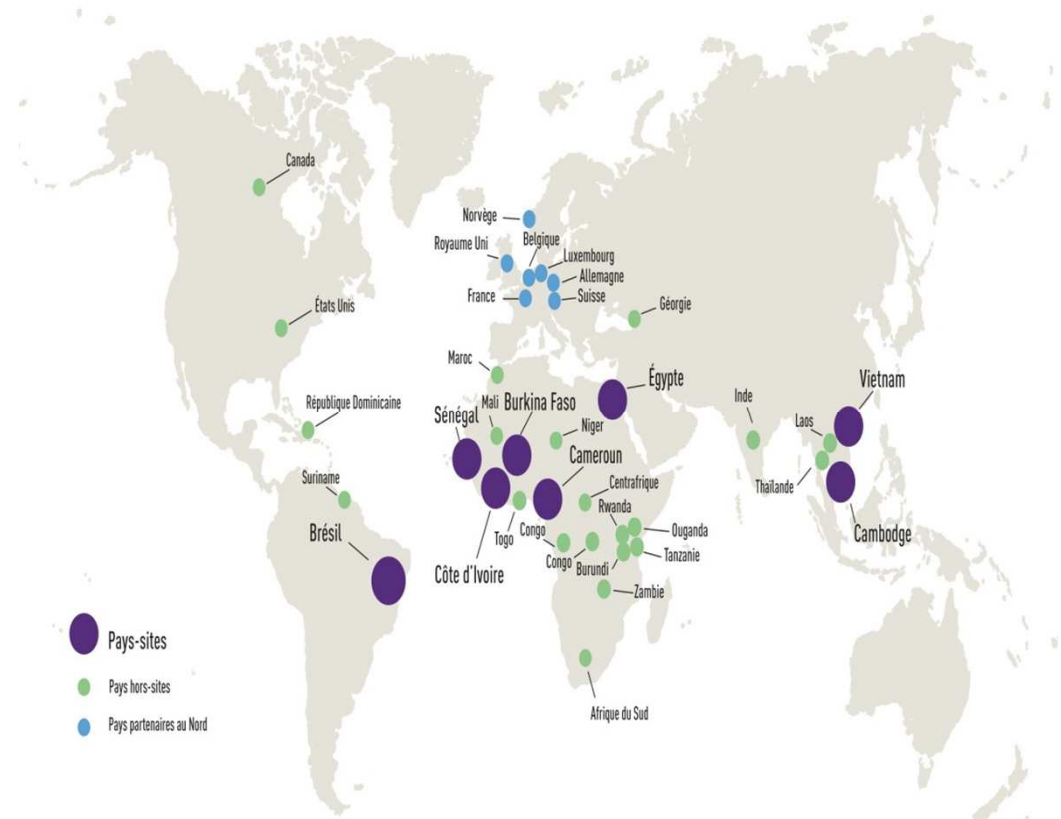 Canada
Norvège
Belgique
Royaume Uni
Luxembourg
Allemagne
France
Suisse
Géorgie
États Unis
Maroc
Égypte
Vietnam
République Dominicaine
Mali
Burkina Faso
Inde
Sénégal
Niger
Laos
Cameroun
Suriname
Centrafrique
Thaïlande
Rwanda
Brésil
Togo
Congo
Ouganda
Cambodge
Congo
Tanzanie
Côte d'Ivoire
Burundi
Zambie
Afrique du Sud
Pays-sites
Pays hors-sites
Pays partenaires au Nord